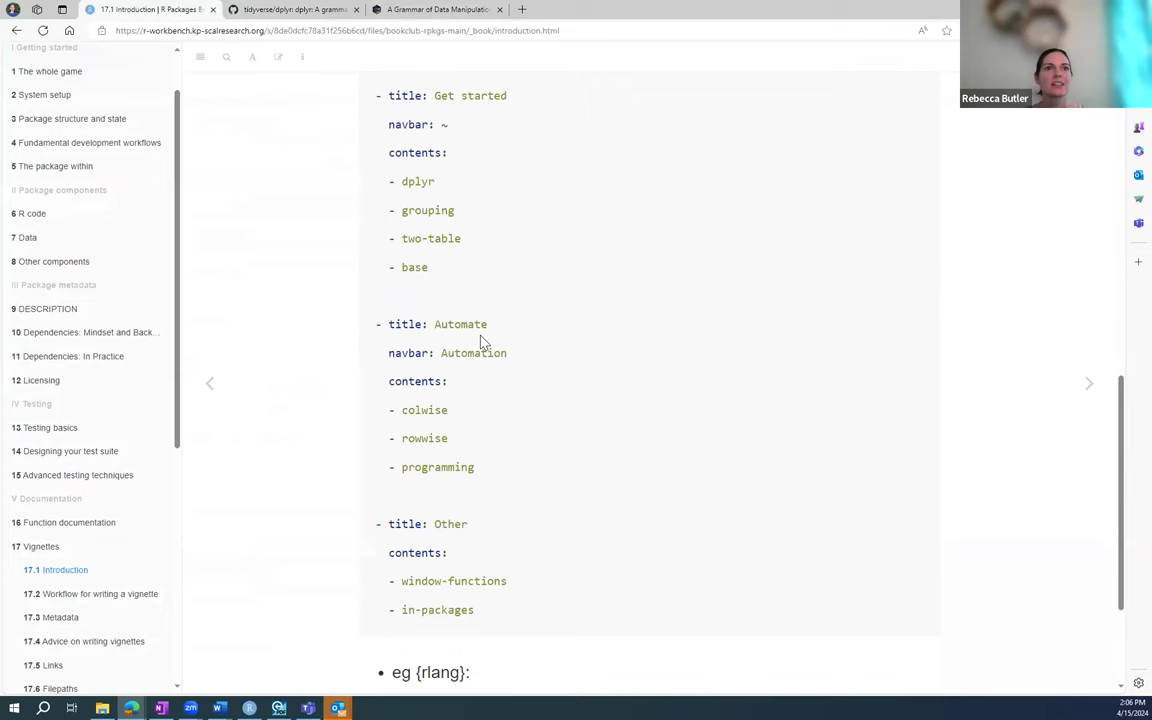 17.1 Introduction | R Packages B
tidyverse/dplyr: dplyr: A gramma
A Grammar of Data Manipulation
https://r-workbench.kp-scalresearch.org/s/8de0dcfc78a31f256b6cd/files/bookclub-rpkgs-main/_book/introduction.html
I Getting started
1 The whole game
2 System setup
3 Package structure and state
4 Fundamental development workflows
5 The package within
II Package components
6 R code
7 Data
8 Other components
III Package metadata
9 DESCRIPTION
10 Dependencies: Mindset and Back...
11 Dependencies: In Practice
12 Licensing
IV Testing
13 Testing basics
14 Designing your test suite
15 Advanced testing techniques
V Documentation
16 Function documentation
17 Vignettes
17.1 Introduction
17.2 Workflow for writing a vignette
17.3 Metadata
17.4 Advice on writing vignettes
17.5 Links
17.6 Filepaths
- title: Get started
navbar: ~
contents:
- dplyr
- grouping
- two-table
- base
- title: Automate
navbar: Automation
contents:
- colwise
- rowwise
- programming
- title: Other
contents:
- window-functions
- in-packages
• eg {rlang}:
Rebecca Butler
2:06 PM
4/15/2024